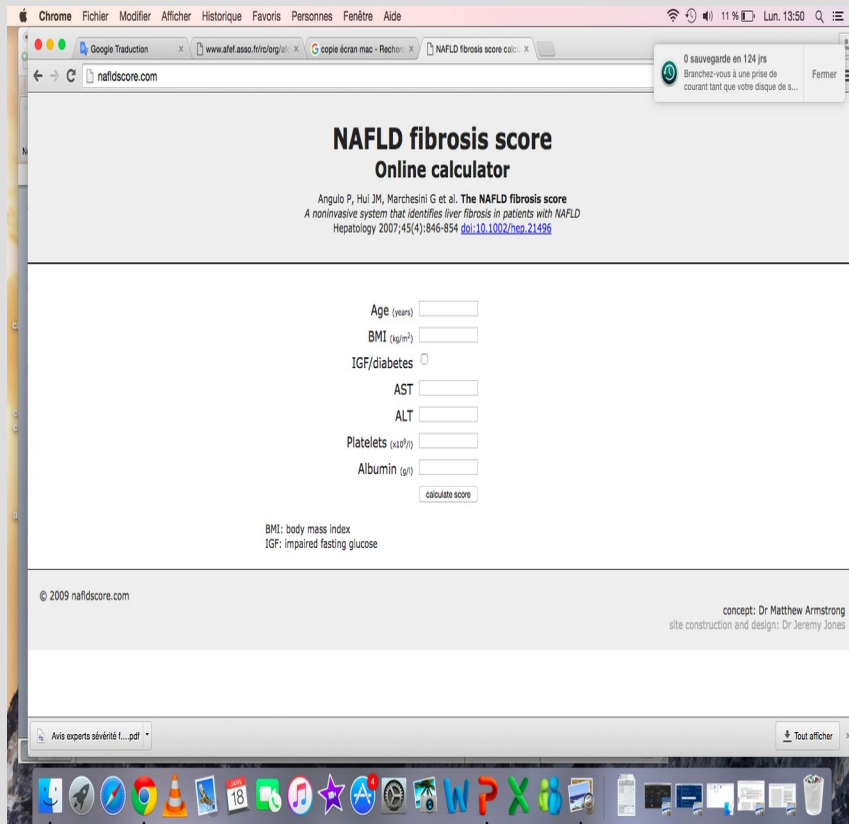 Chrome Fichier Modifier Afficher Historique Favoris Personnes Fenêtre Aide 11 % Lun. 13:50
Google Traduction
www.afef.asso.fr/rc/org/afe
copie écran mac - Recherc
NAFLD fibrosis score calcu
nafldscore.com
0 sauvegarde en 124 jrs
Branchez-vous à une prise de
courant tant que votre disque de s...
Fermer
NAFLD fibrosis score
Online calculator
Angulo P, Hui JM, Marchesini G et al. The NAFLD fibrosis score
A noninvasive system that identifies liver fibrosis in patients with NAFLD
Hepatology 2007;45(4):846-854 doi:10.1002/hep.21496
Age (years)
BMI (kg/m²)
IGF/diabetes
AST
ALT
Platelets (x10⁹/l)
Albumin (g/l)
calculate score
BMI: body mass index
IGF: impaired fasting glucose
© 2009 nafldscore.com
concept: Dr Matthew Armstrong
site construction and design: Dr Jeremy Jones
Avis experts sévérité f....pdf
Tout afficher
JAN
18
4